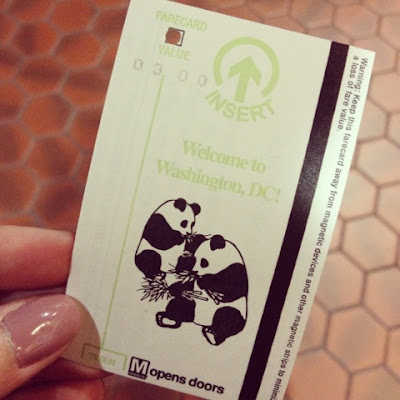 FARECARD
VALUE
03.00
INSERT
Welcome to
Washington, DC!
M opens doors
Warning: Keep this farecard away from magnetic devices and other magnetic strips to
a loss of fare value.